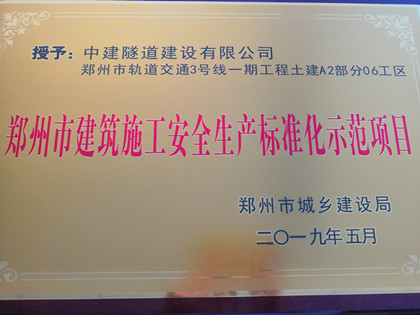 授予：中建隧道建设有限公司
郑州市轨道交通3号线一期工程土建A2部分06工区
郑州市建筑施工安全生产标准化示范项目
郑州市城乡建设局
二〇一九年五月